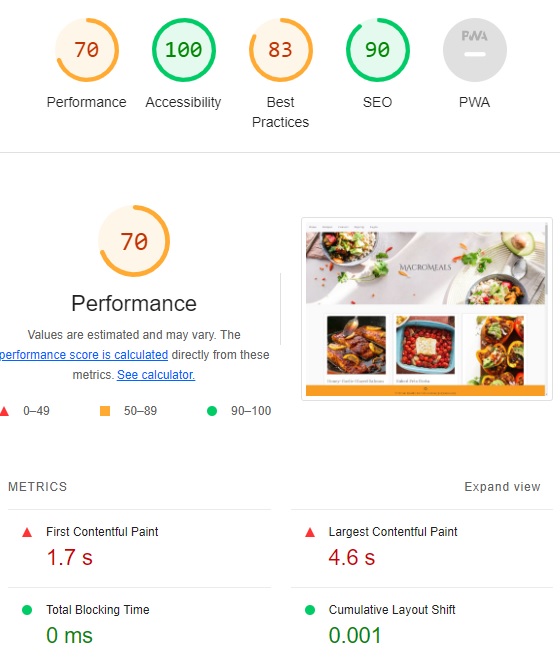 70
100
83
90
PWA
Performance
Accessibility
Best
Practices
SEO
PWA
70
Performance
Values are estimated and may vary. The
performance score is calculated directly from these
metrics. See calculator.
0–49
50–89
90–100
MACROMEALS
METRICS
Expand view
First Contentful Paint
1.7 s
Largest Contentful Paint
4.6 s
Total Blocking Time
0 ms
Cumulative Layout Shift
0.001